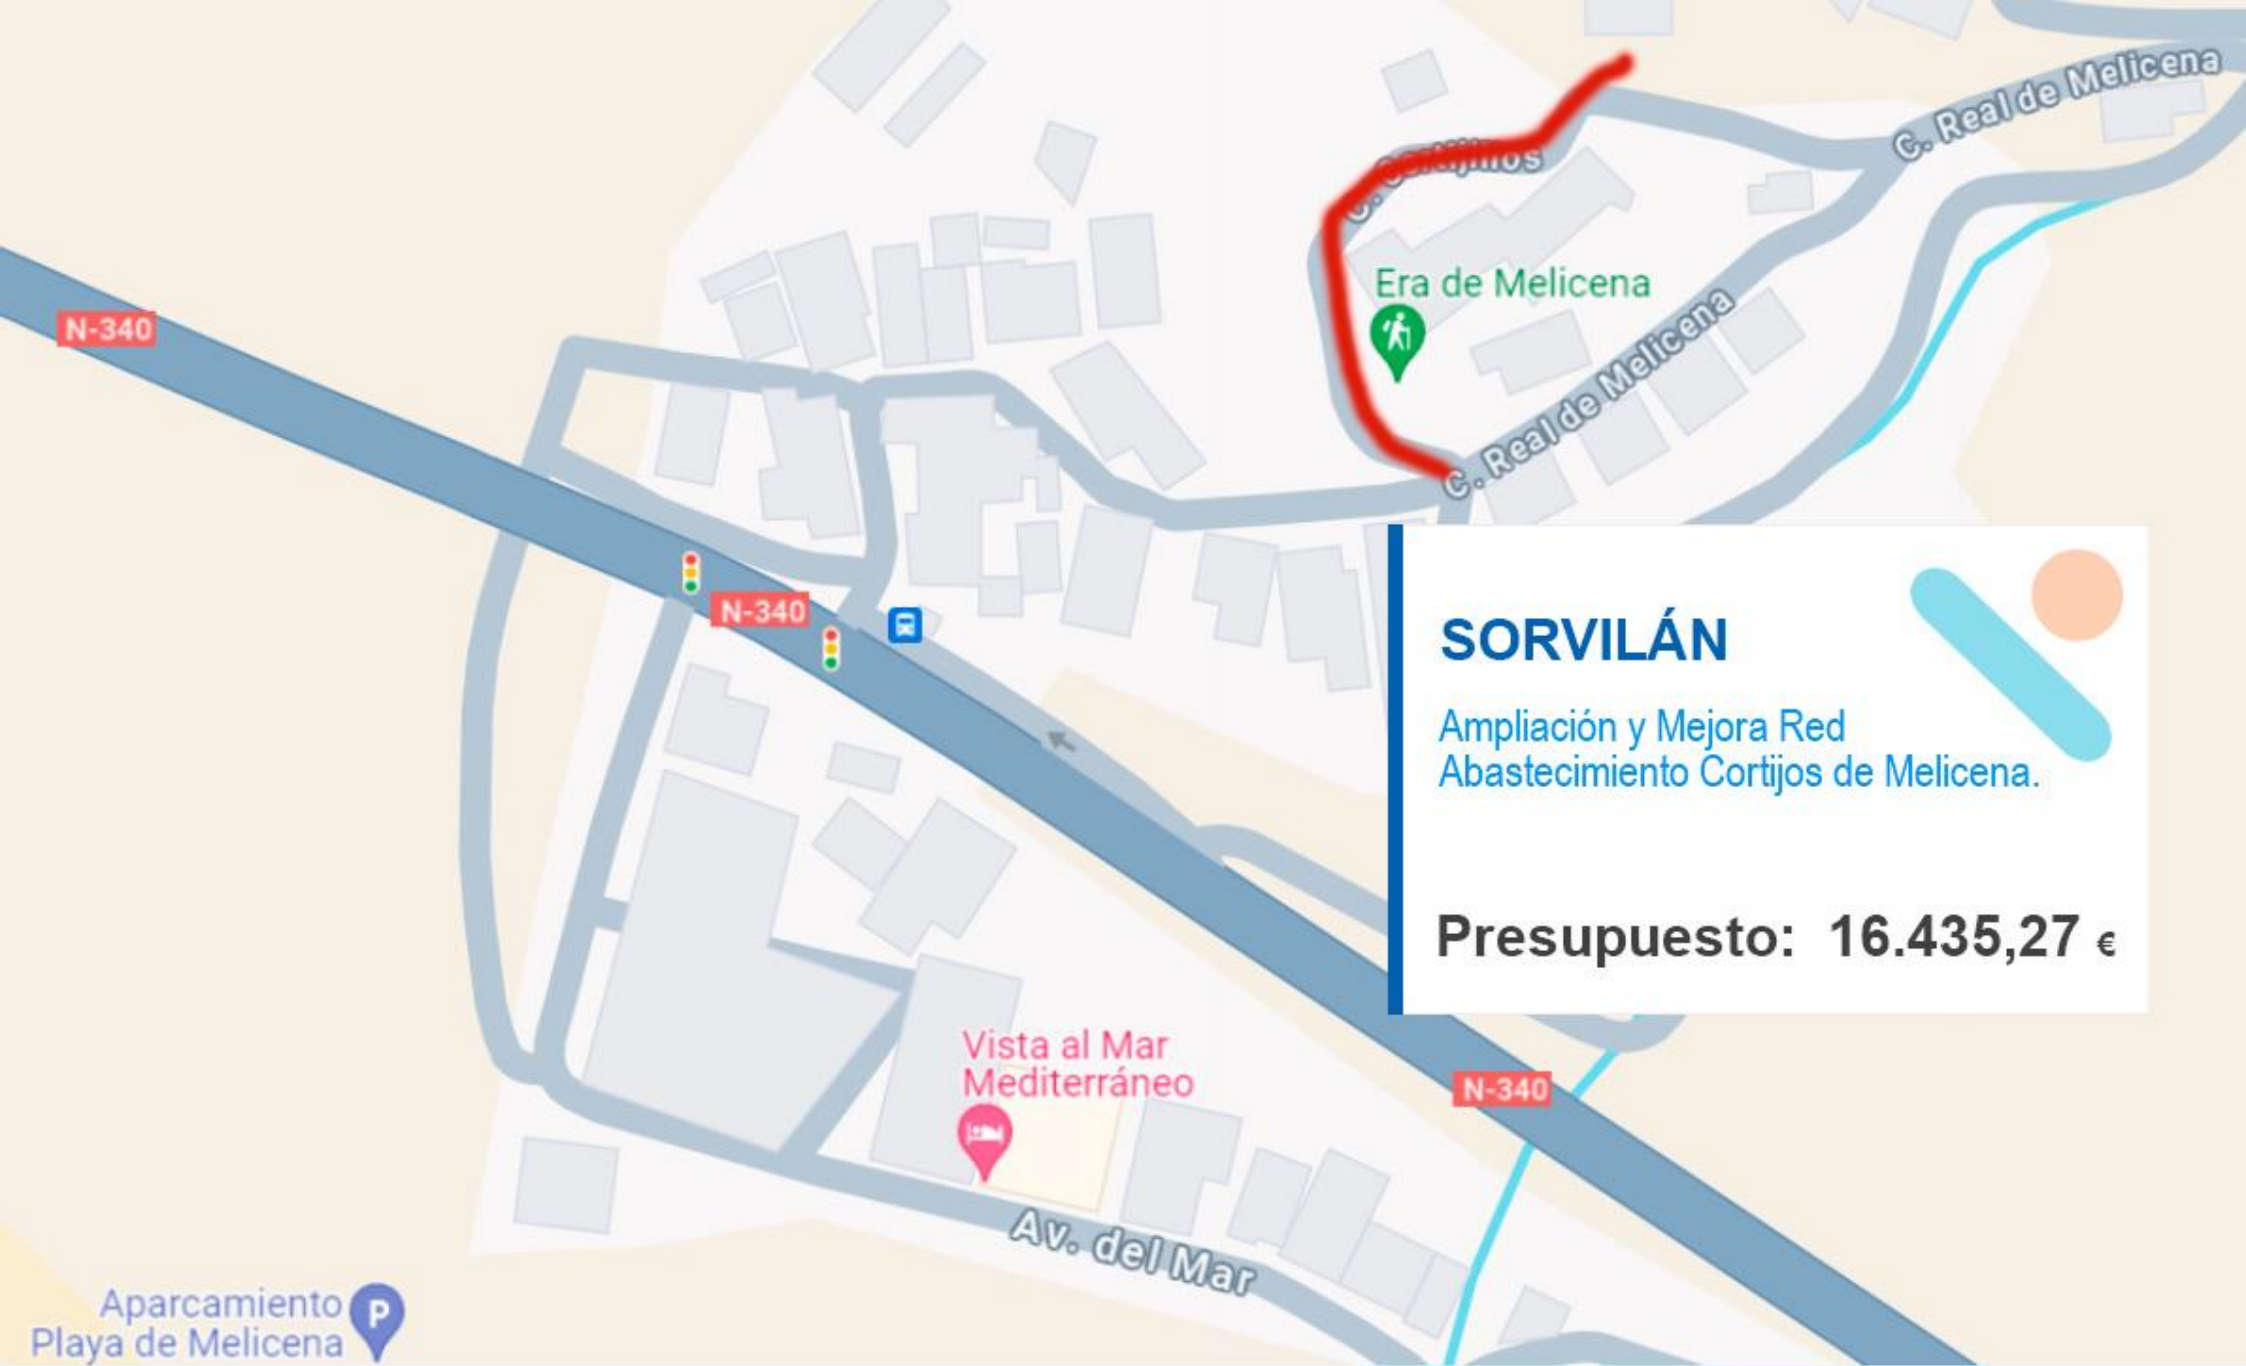 C. Real de Melicena
C. Cortijillos
Era de Melicena
N-340
C. Real de Melicena
N-340
SORVILÁN
Ampliación y Mejora Red
Abastecimiento Cortijos de Melicena.
Presupuesto: 16.435,27 €
Vista al Mar
Mediterráneo
N-340
Av. del Mar
Aparcamiento
Playa de Melicena
P